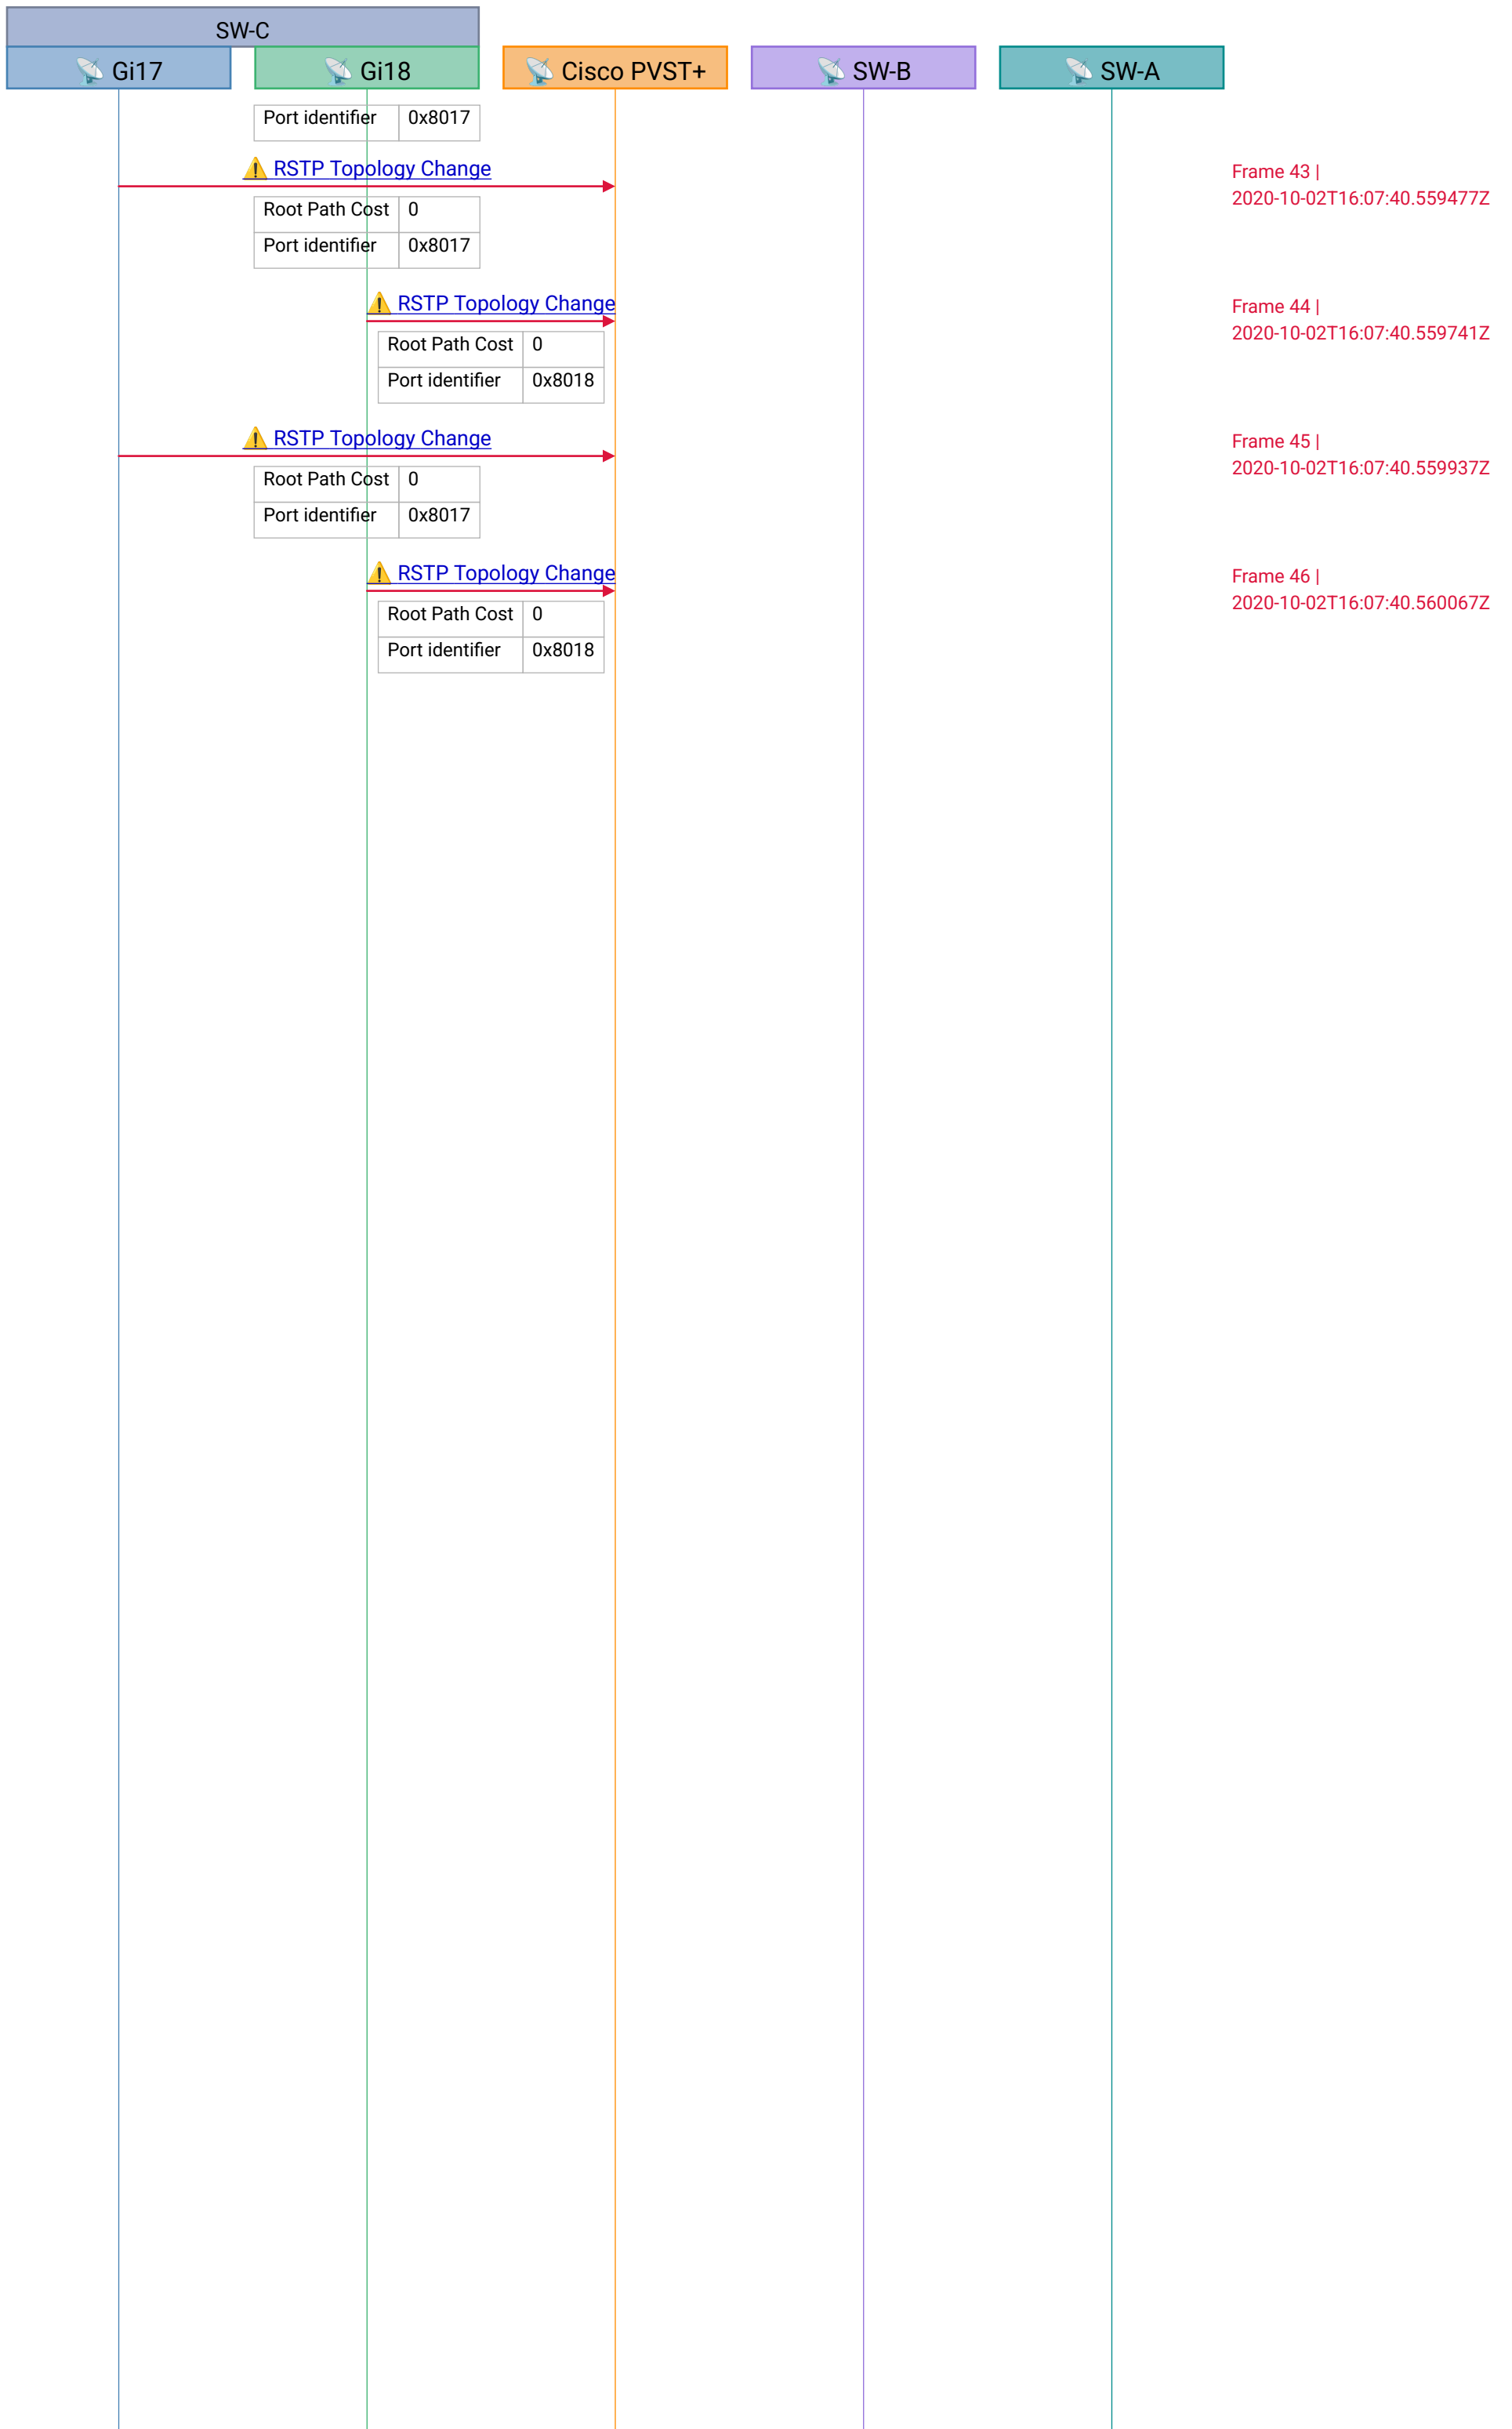 SW-C
📡 Gi17
📡 Gi18
📡 Cisco PVST+
📡 SW-B
📡 SW-A
Port identifier 0x8017
⚠️ RSTP Topology Change
Frame 43 |
2020-10-02T16:07:40.559477Z
Root Path Cost 0
Port identifier 0x8017
⚠️ RSTP Topology Change
Frame 44 |
2020-10-02T16:07:40.559741Z
Root Path Cost 0
Port identifier 0x8018
⚠️ RSTP Topology Change
Frame 45 |
2020-10-02T16:07:40.559937Z
Root Path Cost 0
Port identifier 0x8017
⚠️ RSTP Topology Change
Frame 46 |
2020-10-02T16:07:40.560067Z
Root Path Cost 0
Port identifier 0x8018